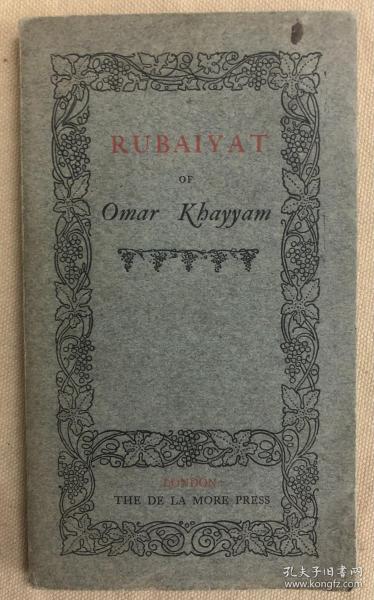 RUBAIYAT
OF
Omar Khayyam
LONDON
THE DE LA MORE PRESS
孔夫子旧书网
www.kongfz.com